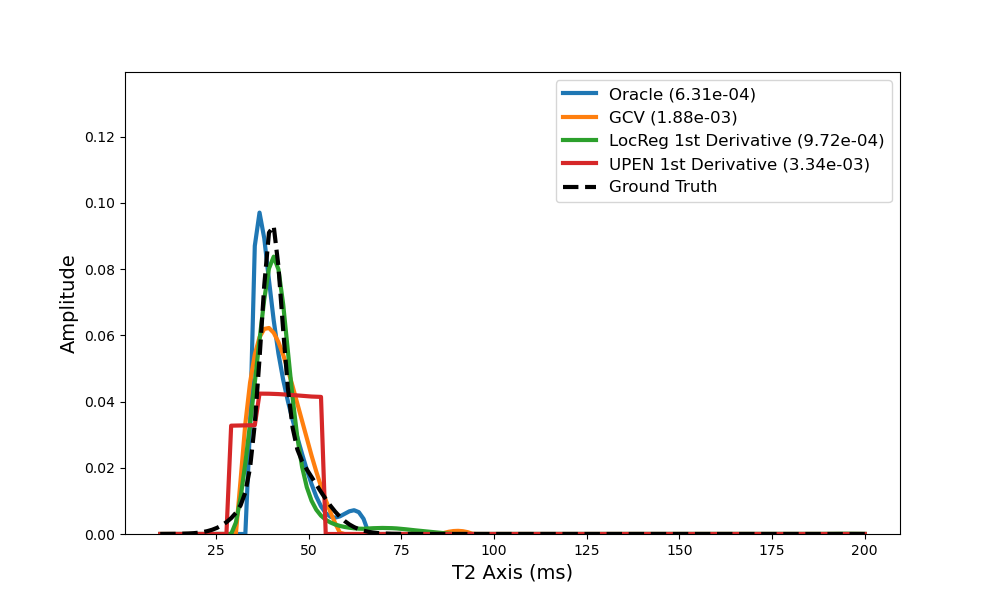 Oracle (6.31e-04)
GCV (1.88e-03)
LocReg 1st Derivative (9.72e-04)
UPEN 1st Derivative (3.34e-03)
Ground Truth
0.12
0.10
0.08
0.06
0.04
0.02
0.00
Amplitude
25 50 75 100 125 150 175 200
T2 Axis (ms)